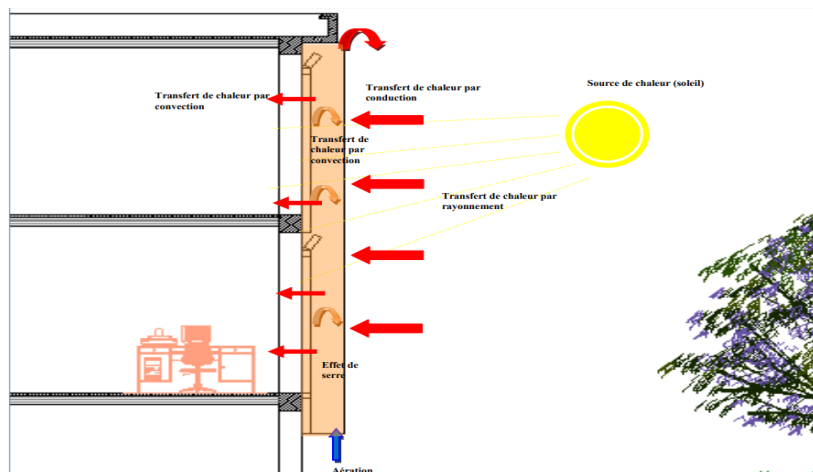 Source de chaleur (soleil)
Transfert de chaleur par
convection
Transfert de chaleur par
conduction
Transfert de
chaleur par
convection
Transfert de chaleur par
rayonnement
Effet de
serre
Aération